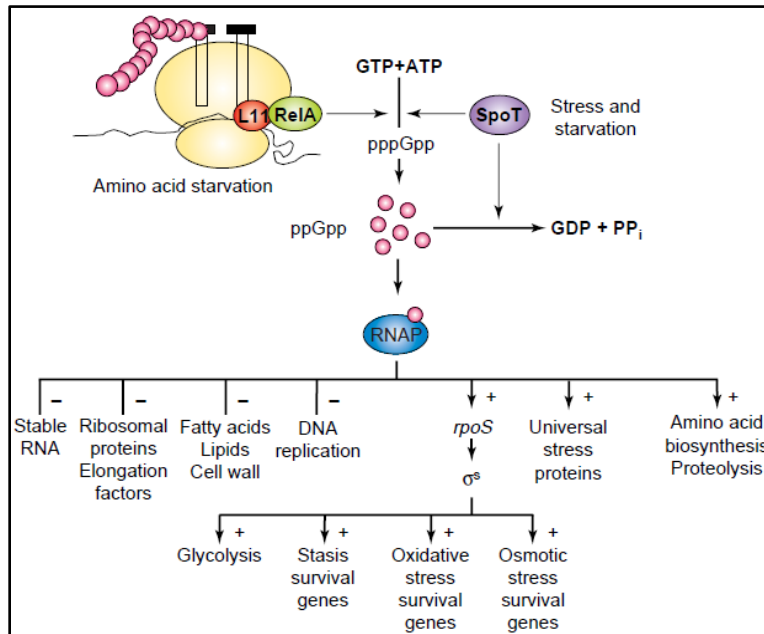 GTP+ATP
L11
RelA
SpoT
Stress and
starvation
pppGpp
Amino acid starvation
ppGpp
GDP + PPi
RNAP
–
–
–
–
+
+
+
Stable
RNA
Ribosomal
proteins
Elongation
factors
Fatty acids
Lipids
Cell wall
DNA
replication
rpoS
Universal
stress
proteins
Amino acid
biosynthesis
Proteolysis
σs
+
+
+
+
Glycolysis
Stasis
survival
genes
Oxidative
stress
survival
genes
Osmotic
stress
survival
genes